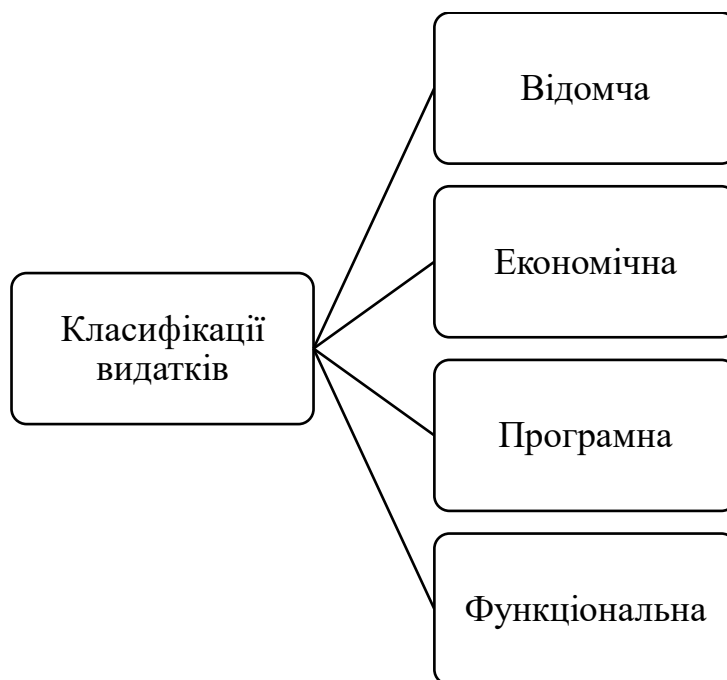 Відомча
Економічна
Класифікації
видатків
Програмна
Функціональна